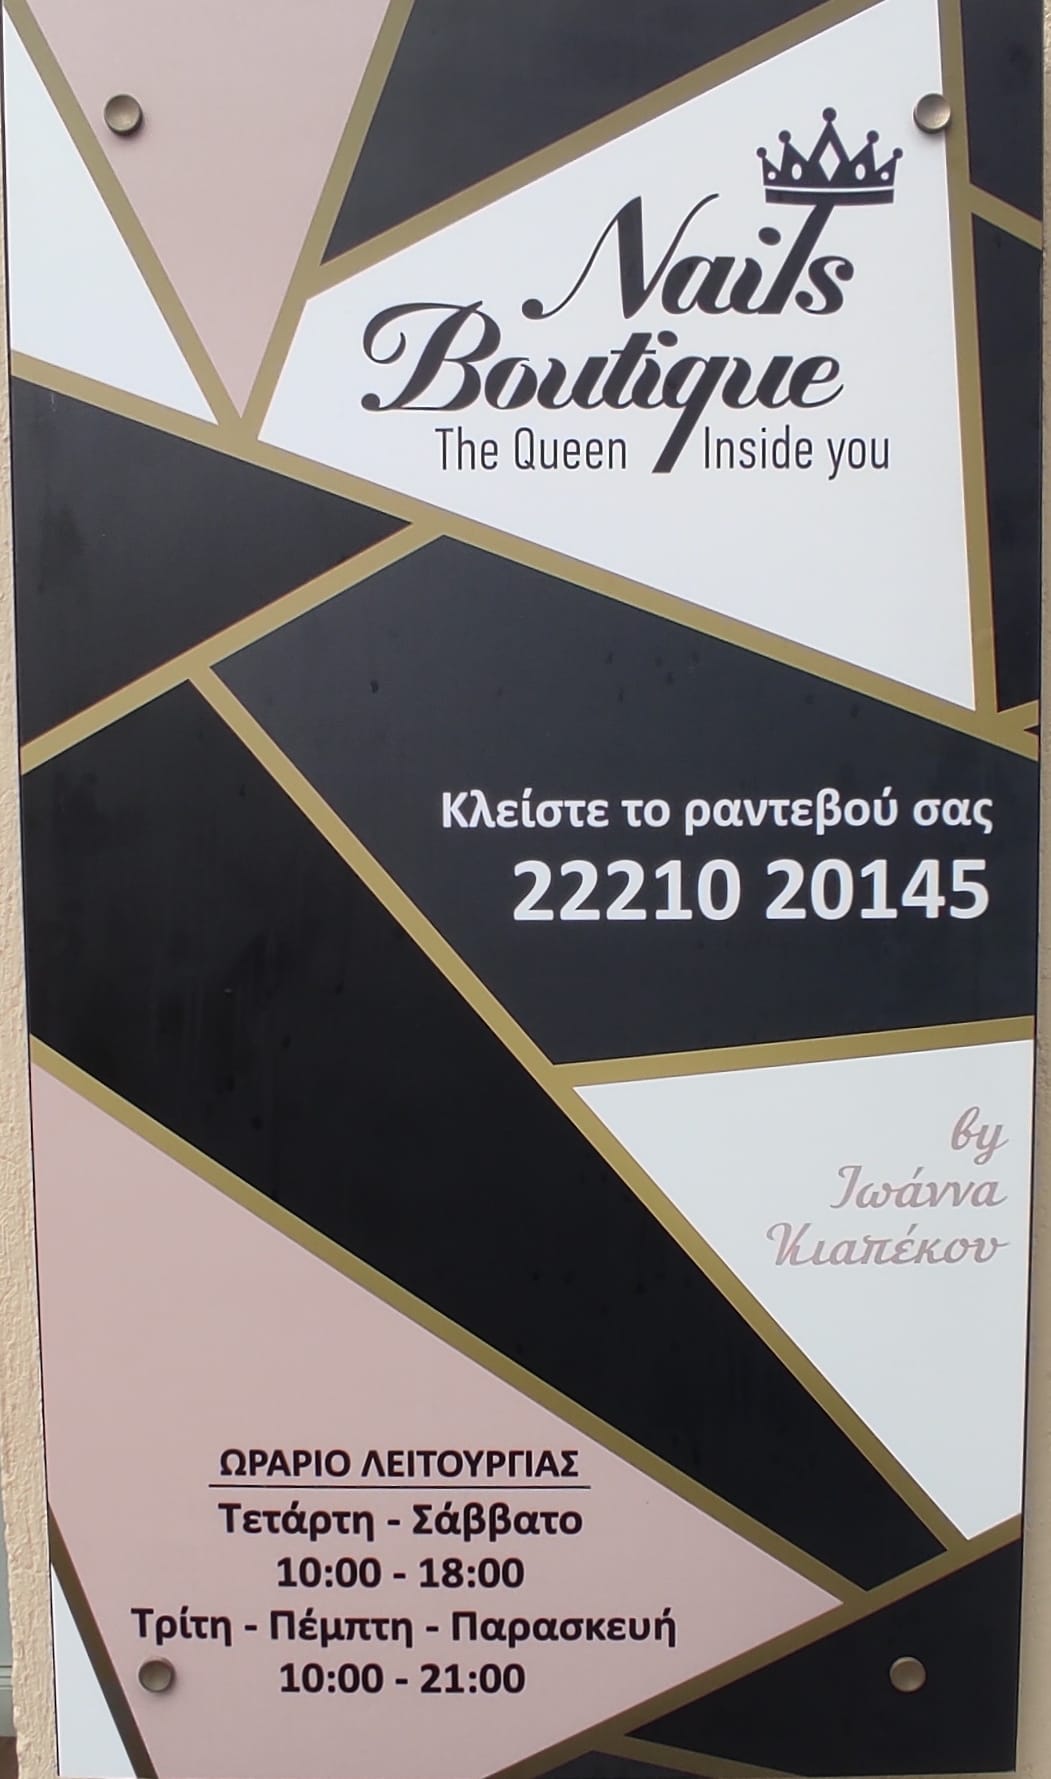 Nails
Boutique
The Queen Inside you
Κλείστε το ραντεβού σας
22210 20145
by
Ιωάννα
Κιαπέκου
ΩΡΑΡΙΟ ΛΕΙΤΟΥΡΓΙΑΣ
Τετάρτη - Σάββατο
10:00 - 18:00
Τρίτη - Πέμπτη - Παρασκευή
10:00 - 21:00